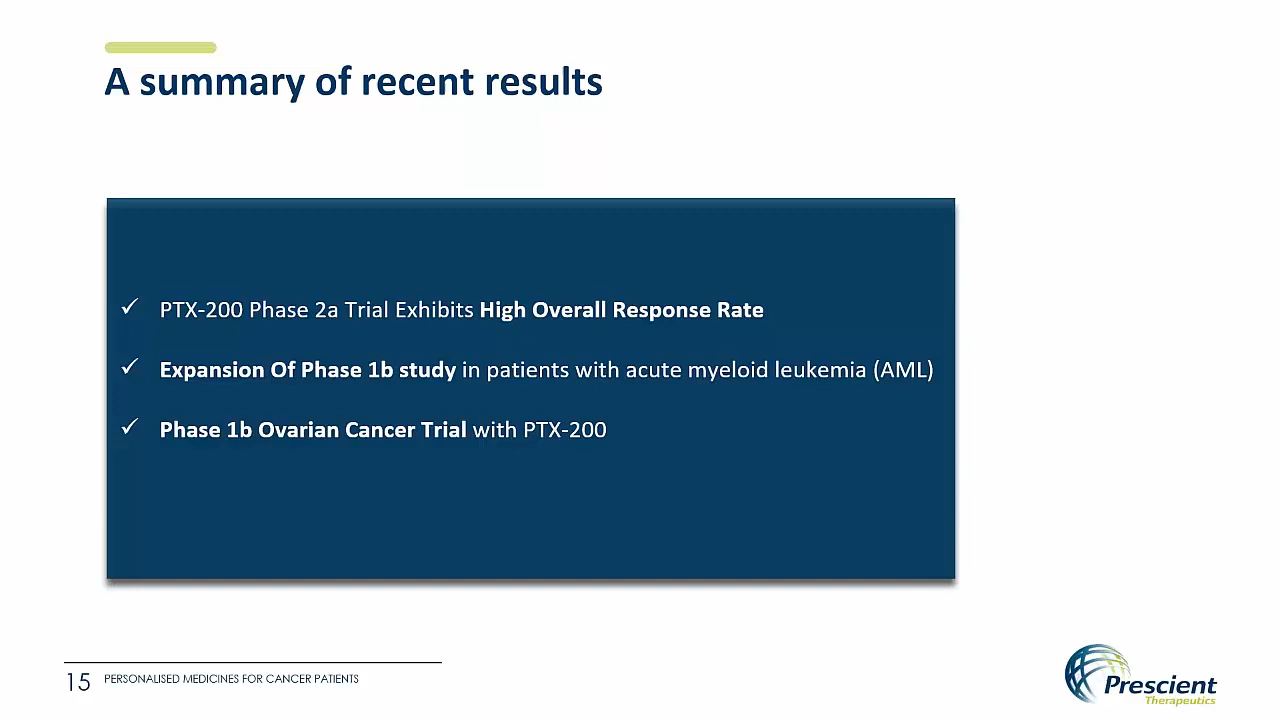 A summary of recent results
✓ PTX-200 Phase 2a Trial Exhibits High Overall Response Rate
✓ Expansion Of Phase 1b study in patients with acute myeloid leukemia (AML)
✓ Phase 1b Ovarian Cancer Trial with PTX-200
15 PERSONALISED MEDICINES FOR CANCER PATIENTS
Prescient
Therapeutics